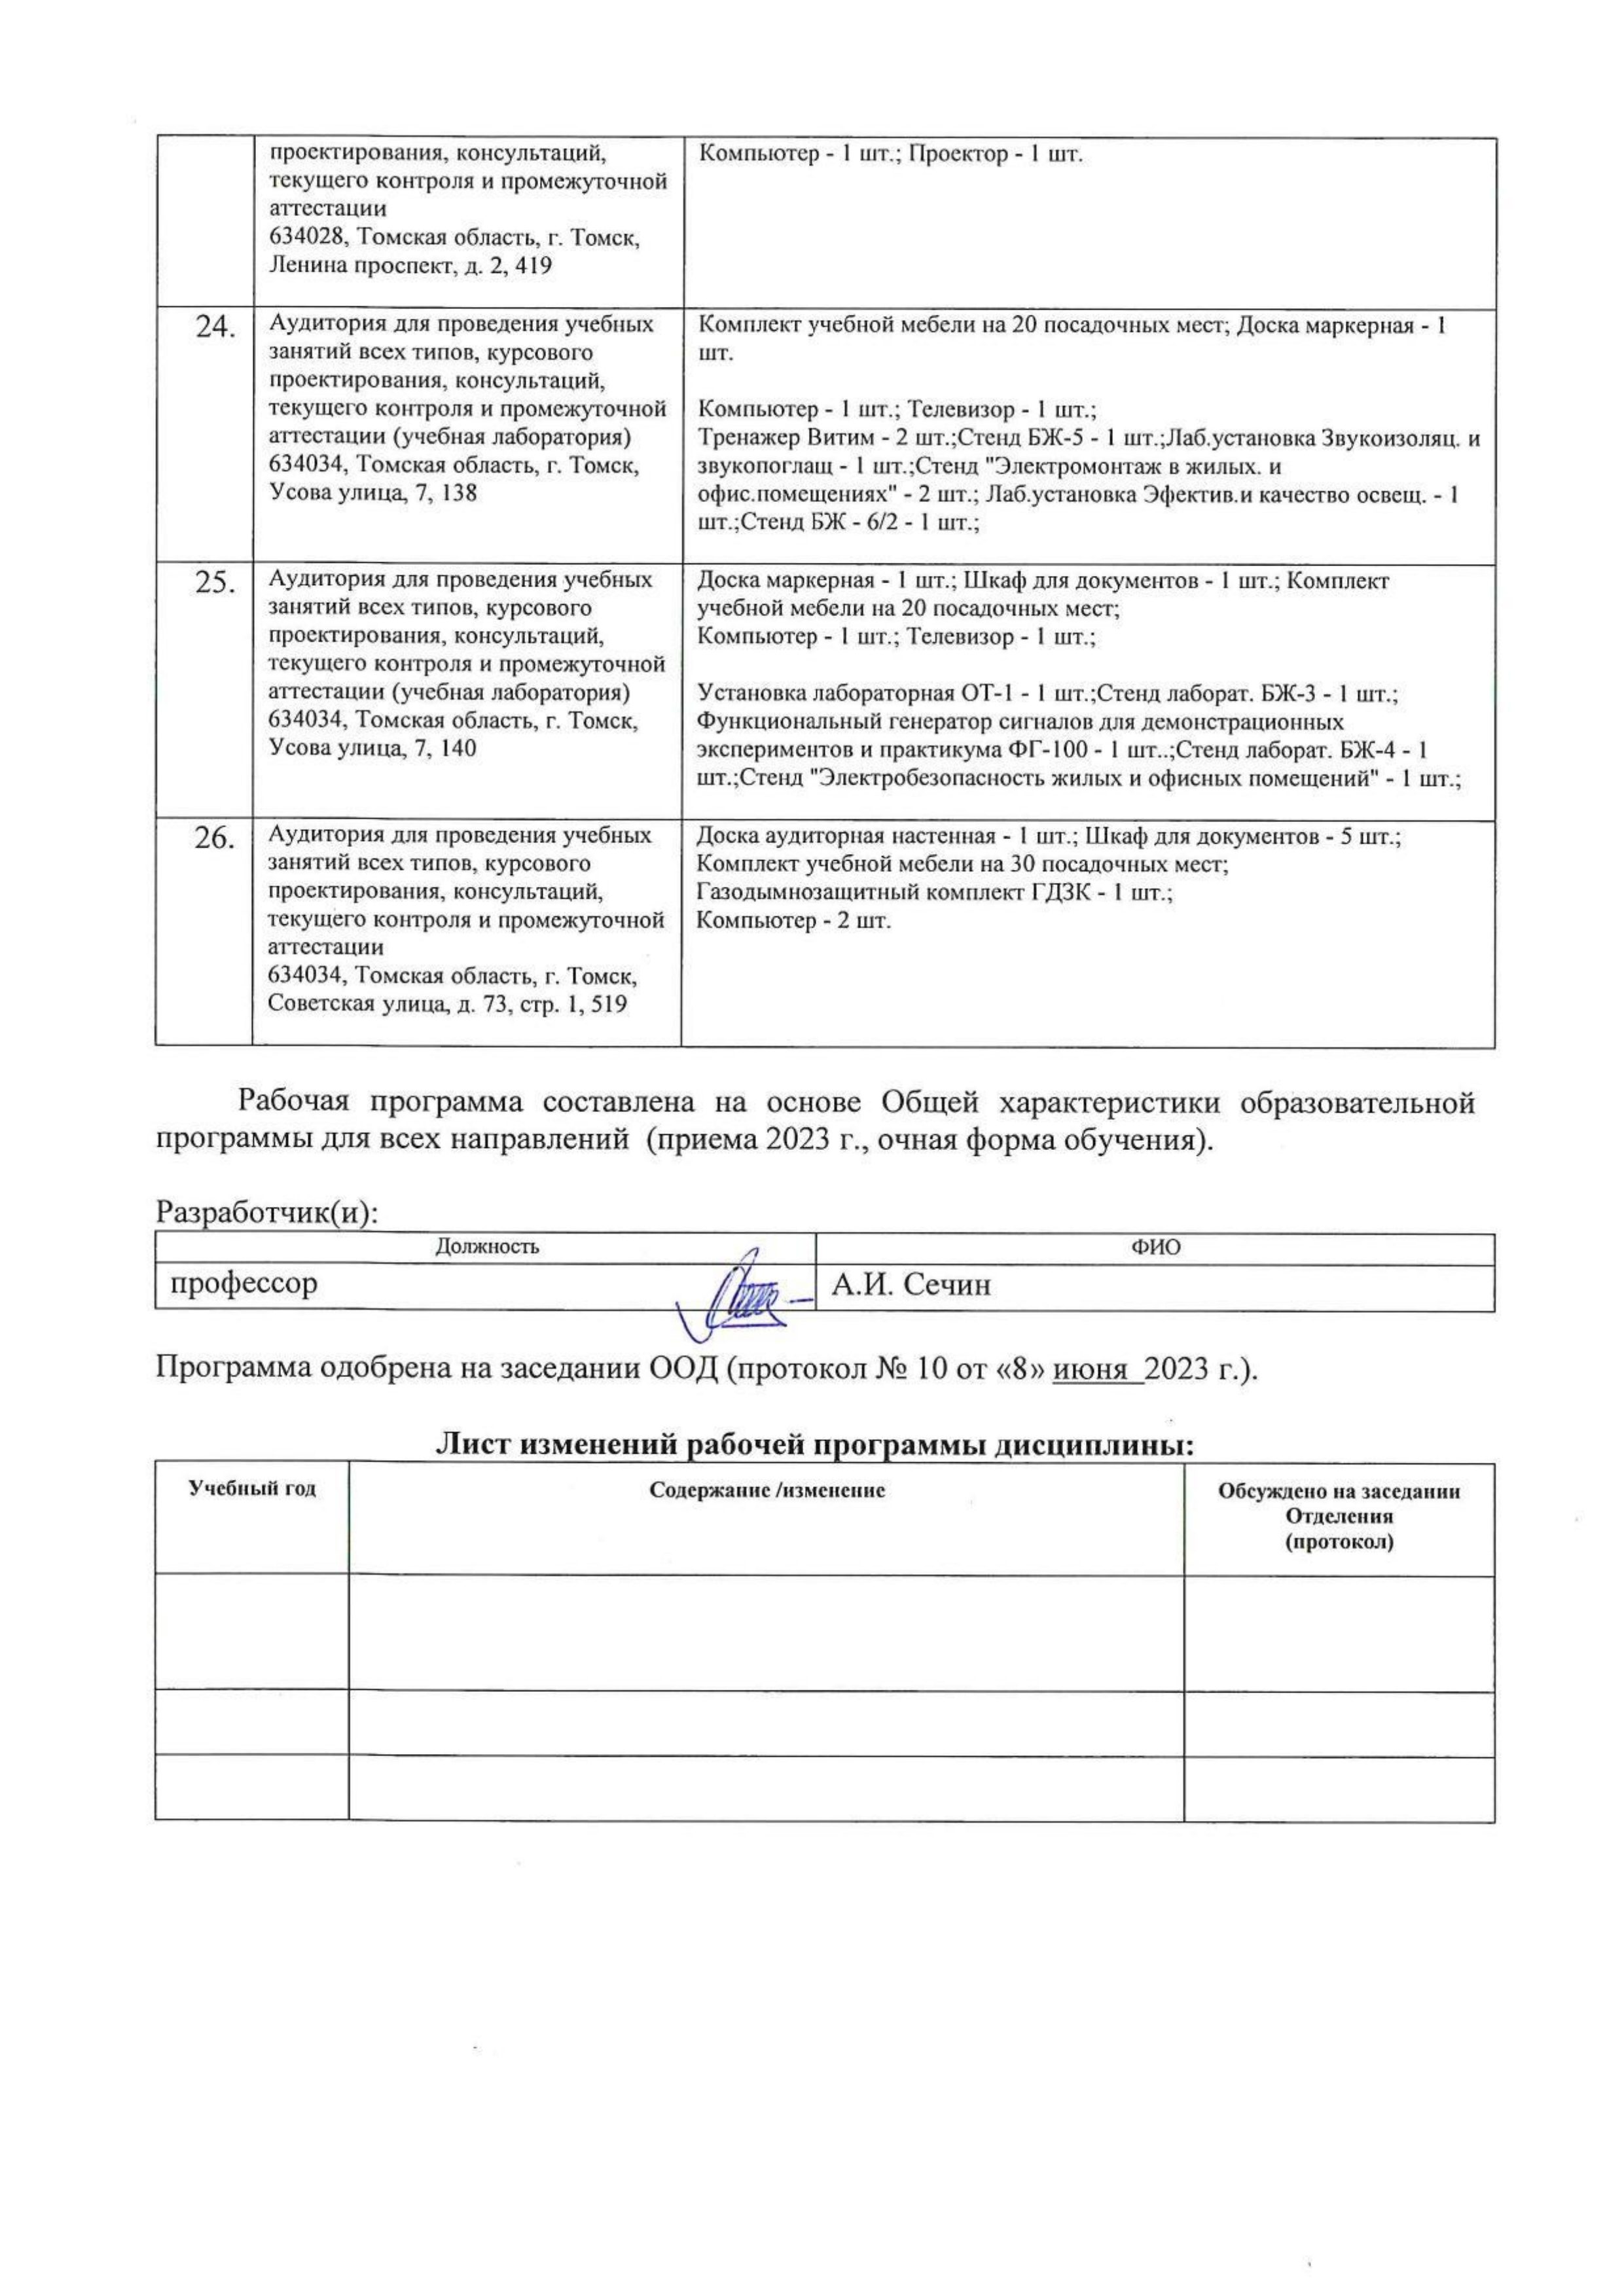 проектирования, консультаций,
текущего контроля и промежуточной
аттестации
634028, Томская область, г. Томск,
Ленина проспект, д. 2, 419
Компьютер - 1 шт.; Проектор - 1 шт.
24.
Аудитория для проведения учебных
занятий всех типов, курсового
проектирования, консультаций,
текущего контроля и промежуточной
аттестации (учебная лаборатория)
634034, Томская область, г. Томск,
Усова улица, 7, 138
Комплект учебной мебели на 20 посадочных мест; Доска маркерная - 1
шт.
Компьютер - 1 шт.; Телевизор - 1 шт.;
Тренажер Витим - 2 шт.;Стенд БЖ-5 - 1 шт.;Лаб.установка Звукоизоляц. и
звукопоглащ - 1 шт.;Стенд "Электромонтаж в жилых. и
офис.помещениях" - 2 шт.; Лаб.установка Эфектив.и качество освещ. - 1
шт.;Стенд БЖ - 6/2 - 1 шт.;
25.
Аудитория для проведения учебных
занятий всех типов, курсового
проектирования, консультаций,
текущего контроля и промежуточной
аттестации (учебная лаборатория)
634034, Томская область, г. Томск,
Усова улица, 7, 140
Доска маркерная - 1 шт.; Шкаф для документов - 1 шт.; Комплект
учебной мебели на 20 посадочных мест;
Компьютер - 1 шт.; Телевизор - 1 шт.;
Установка лабораторная ОТ-1 - 1 шт.;Стенд лаборат. БЖ-3 - 1 шт.;
Функциональный генератор сигналов для демонстрационных
экспериментов и практикума ФГ-100 - 1 шт..;Стенд лаборат. БЖ-4 - 1
шт.;Стенд "Электробезопасность жилых и офисных помещений" - 1 шт.;
26.
Аудитория для проведения учебных
занятий всех типов, курсового
проектирования, консультаций,
текущего контроля и промежуточной
аттестации
634034, Томская область, г. Томск,
Советская улица, д. 73, стр. 1, 519
Доска аудиторная настенная - 1 шт.; Шкаф для документов - 5 шт.;
Комплект учебной мебели на 30 посадочных мест;
Газодымнозащитный комплект ГДЗК - 1 шт.;
Компьютер - 2 шт.
Рабочая программа составлена на основе Общей характеристики образовательной
программы для всех направлений (приема 2023 г., очная форма обучения).
Разработчик(и):
Должность
ФИО
профессор
А.И. Сечин
Программа одобрена на заседании ООД (протокол № 10 от «8» июня 2023 г.).
Лист изменений рабочей программы дисциплины:
Учебный год
Содержание /изменение
Обсуждено на заседании
Отделения
(протокол)